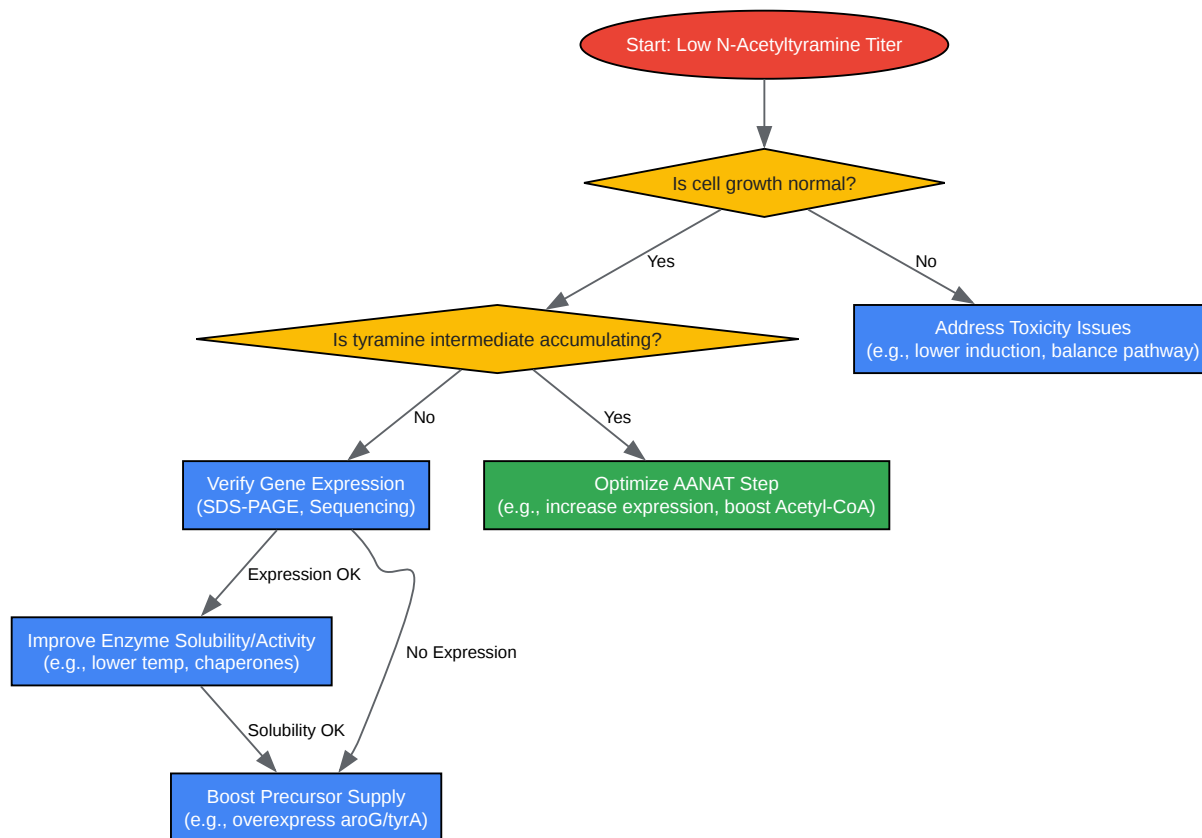 Start: Low N-Acetyltyramine Titer
Is cell growth normal?
Yes
No
Is tyramine intermediate accumulating?
Address Toxicity Issues
(e.g., lower induction, balance pathway)
No
Yes
Verify Gene Expression
(SDS-PAGE, Sequencing)
Optimize AANAT Step
(e.g., increase expression, boost Acetyl-CoA)
Expression OK
Improve Enzyme Solubility/Activity
(e.g., lower temp, chaperones)
No Expression
Solubility OK
Boost Precursor Supply
(e.g., overexpress aroG/tyrA)